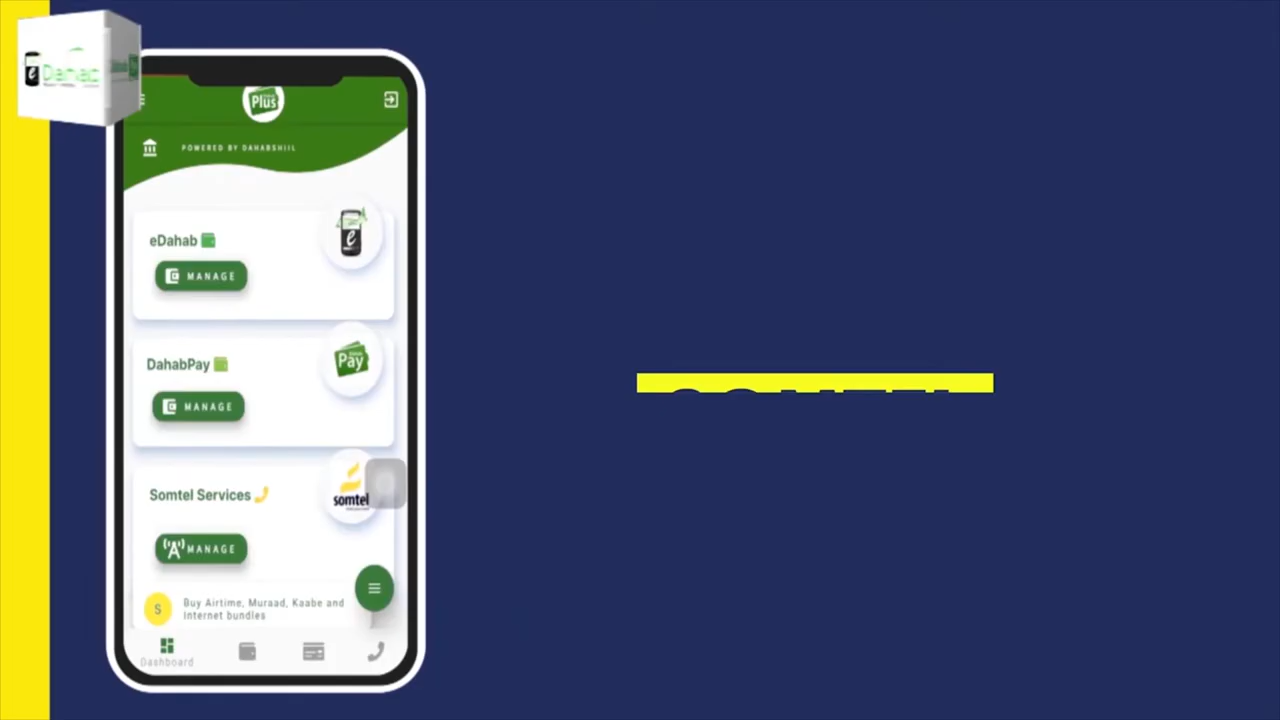 e Dahab
Plus
POWERED BY DAHABSHIIL
eDahab
MANAGE
DahabPay
Pay
MANAGE
Somtel Services
somtel
MANAGE
S
Buy Airtime, Muraad, Kaabe and
Internet bundles
Dashboard